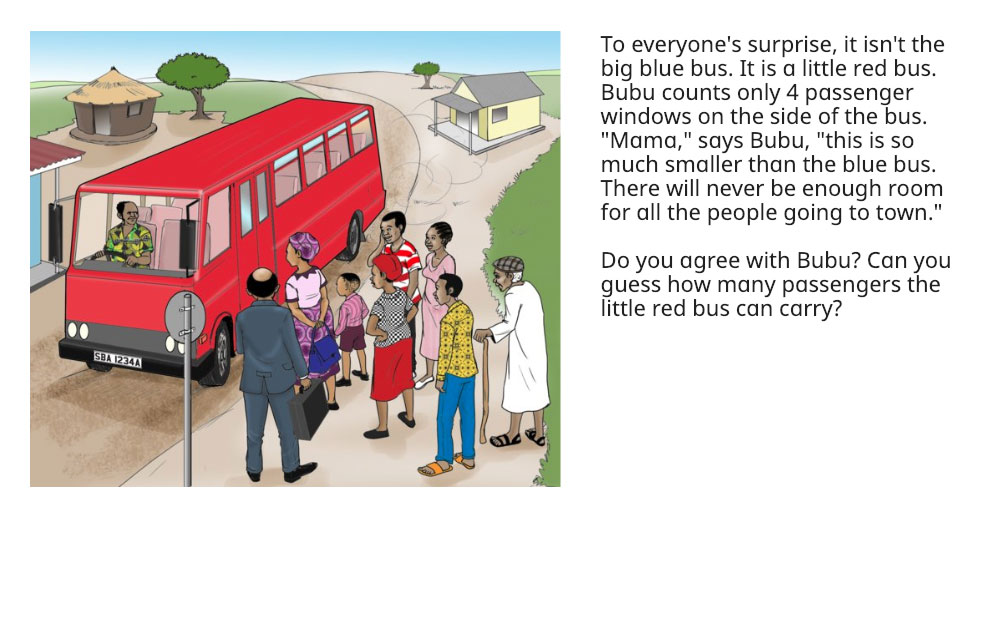 To everyone's surprise, it isn't the
big blue bus. It is a little red bus.
Bubu counts only 4 passenger
windows on the side of the bus.
"Mama," says Bubu, "this is so
much smaller than the blue bus.
There will never be enough room
for all the people going to town."
Do you agree with Bubu? Can you
guess how many passengers the
little red bus can carry?
SBA 1234A